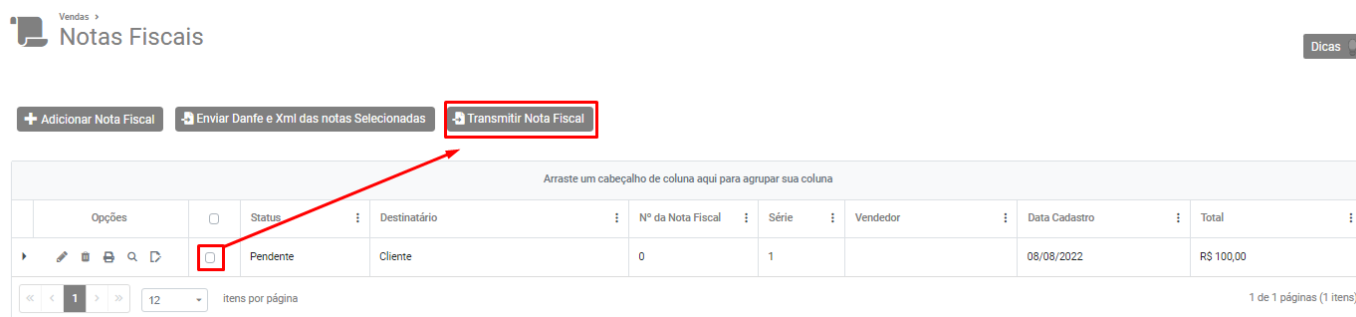 Vendas >
Notas Fiscais
Dicas
Adicionar Nota Fiscal Enviar Danfe e Xml das notas Selecionadas Transmitir Nota Fiscal
Arraste um cabeçalho de coluna aqui para agrupar sua coluna
Opções Status Destinatário Nº da Nota Fiscal Série Vendedor Data Cadastro Total
Pendente Cliente 0 1 08/08/2022 R$ 100,00
« < 1 > » 12 itens por página 1 de 1 páginas (1 itens)